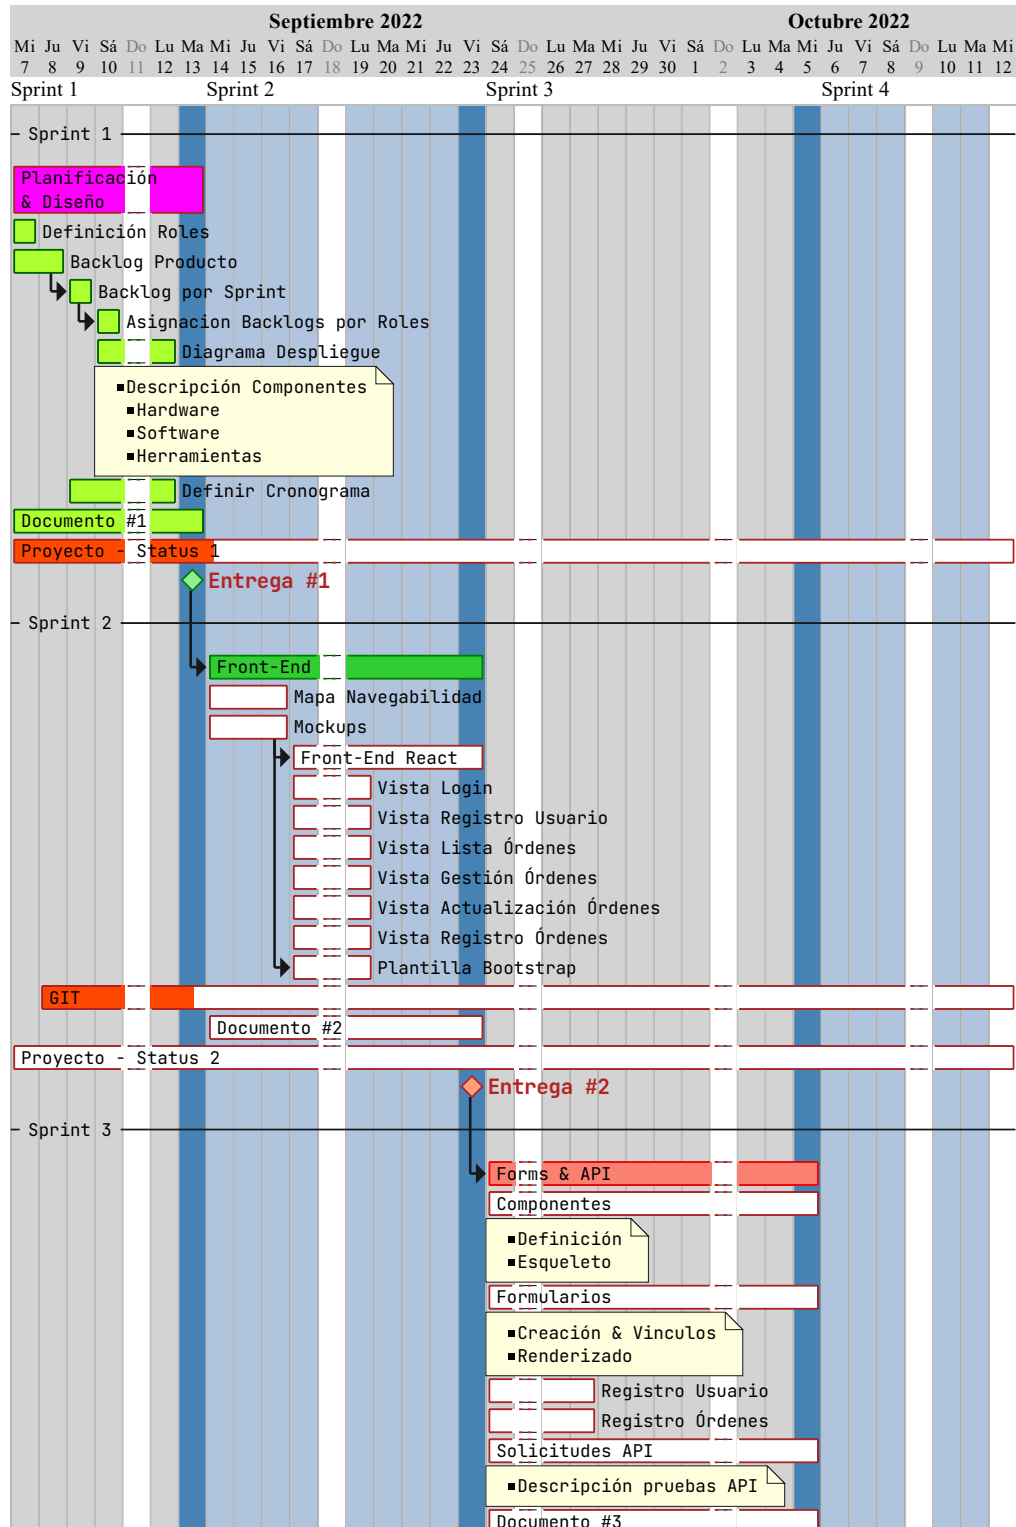 Septiembre 2022 Octubre 2022
Mi Ju Vi Sá Do Lu Ma Mi Ju Vi Sá Do Lu Ma Mi Ju Vi Sá Do Lu Ma Mi Ju Vi Sá Do Lu Ma Mi Ju Vi Sá Do Lu Ma Mi
7 8 9 10 11 12 13 14 15 16 17 18 19 20 21 22 23 24 25 26 27 28 29 30 1 2 3 4 5 6 7 8 9 10 11 12
Sprint 1 Sprint 2 Sprint 3 Sprint 4
Sprint 1
Planificación
& Diseño
Definición Roles
Backlog Producto
Backlog por Sprint
Asignacion Backlogs por Roles
Diagrama Despliegue
▪Descripción Componentes
▪Hardware
▪Software
▪Herramientas
Definir Cronograma
Documento #1
Proyecto - Status 1
Entrega #1
Sprint 2
Front-End
Mapa Navegabilidad
Mockups
Front-End React
Vista Login
Vista Registro Usuario
Vista Lista Órdenes
Vista Gestión Órdenes
Vista Actualización Órdenes
Vista Registro Órdenes
Plantilla Bootstrap
GIT
Documento #2
Proyecto - Status 2
Entrega #2
Sprint 3
Forms & API
Componentes
▪Definición
▪Esqueleto
Formularios
▪Creación & Vinculos
▪Renderizado
Registro Usuario
Registro Órdenes
Solicitudes API
▪Descripción pruebas API
Documento #3